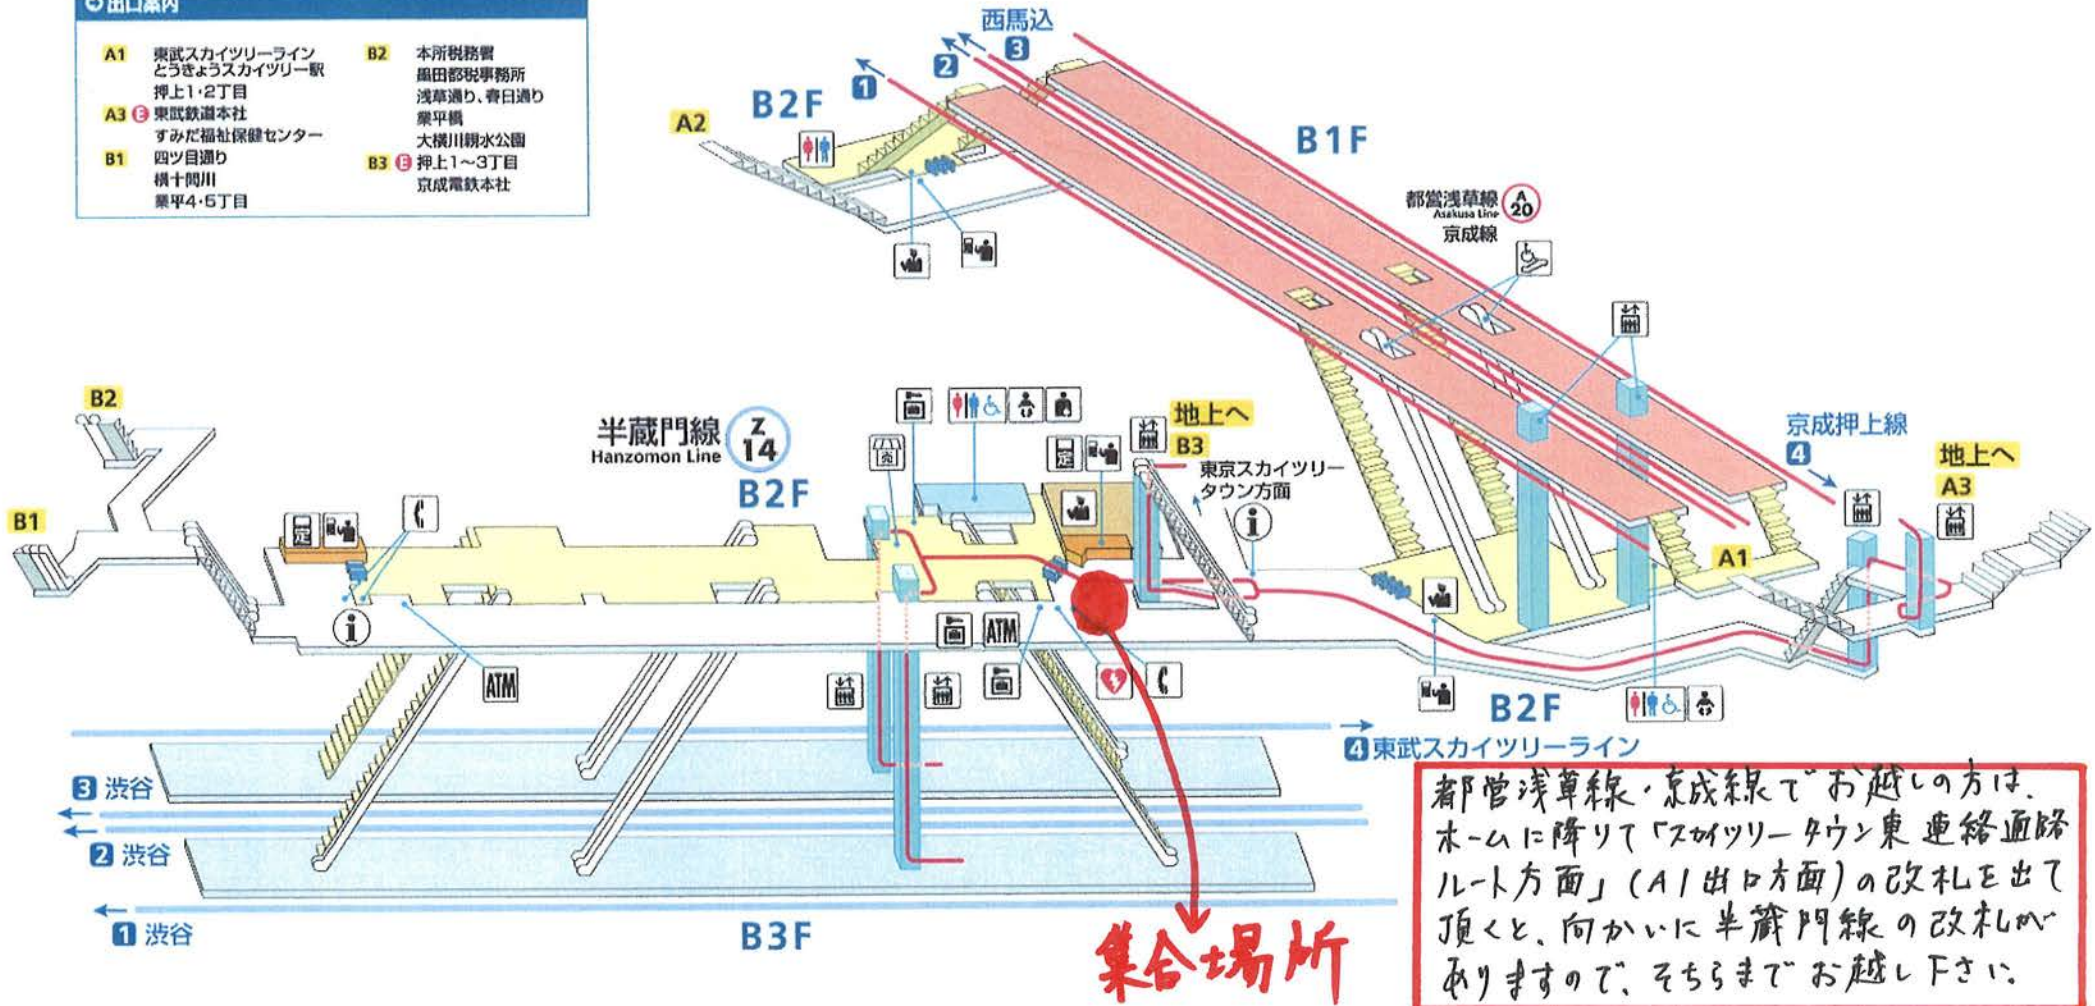 出口案内
A1 東武スカイツリーライン
とうきょうスカイツリー駅
押上1・2丁目
A3 E 東武鉄道本社
すみだ福祉保健センター
B1 四ツ目通り
横十間川
業平4・5丁目
B2 本所税務署
墨田都税事務所
浅草通り、春日通り
業平橋
大横川親水公園
B3 E 押上1〜3丁目
京成電鉄本社
西馬込
1
2
3
B2F
A2
B1F
都営浅草線 A 20
Asakusa Line
京成線
B2
B1
半蔵門線 Z 14
Hanzomon Line
B2F
売
定
定
地上へ
B3
東京スカイツリー
タウン方面
i
京成押上線
4
地上へ
A3
A1
i
ATM
ATM
B2F
4 東武スカイツリーライン
3 渋谷
2 渋谷
1 渋谷
B3F
集合場所
都営浅草線・京成線でお越しの方は、
ホームに降りて「スカイツリータウン東連絡通路
ルート方面」(A1出口方面)の改札を出て
頂くと、向かいに半蔵門線の改札が
ありますので、そちらまでお越し下さい。